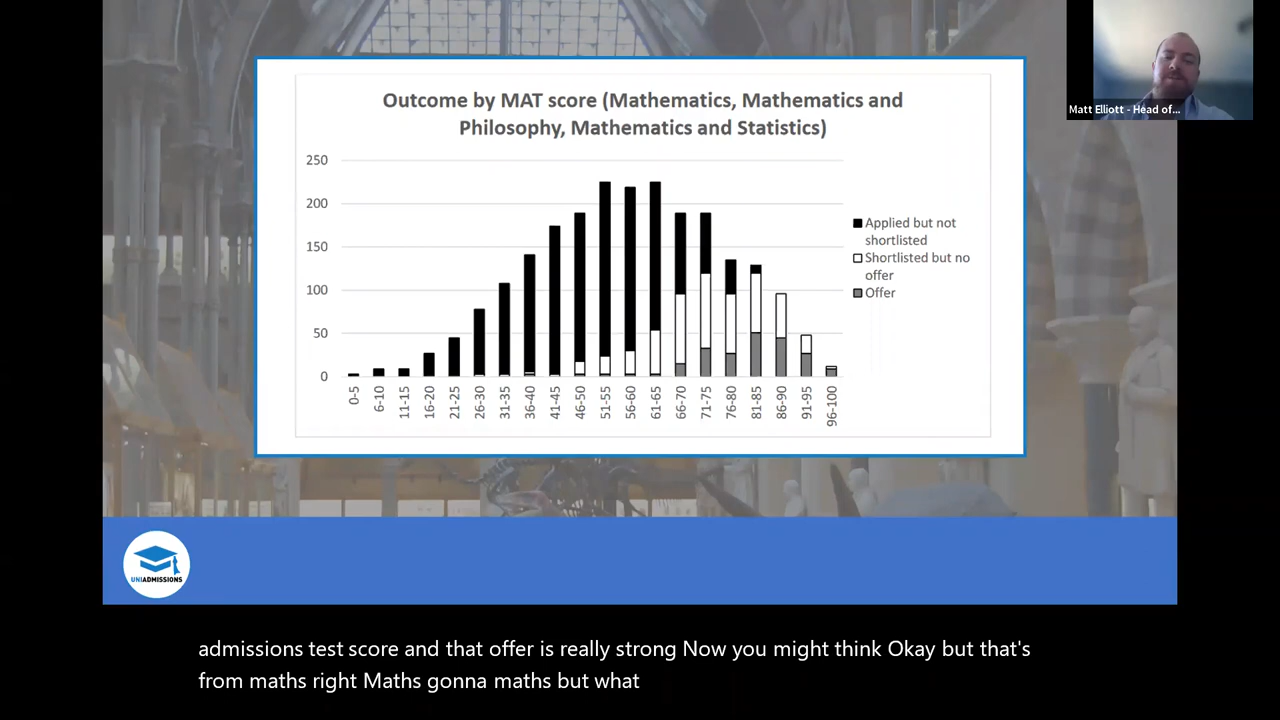 Outcome by MAT score (Mathematics, Mathematics and
Philosophy, Mathematics and Statistics)
250
200
150
100
50
0
Applied but not
shortlisted
Shortlisted but no
offer
Offer
0-5
6-10
11-15
16-20
21-25
26-30
31-35
36-40
41-45
46-50
51-55
56-60
61-65
66-70
71-75
76-80
81-85
86-90
91-95
96-100
Matt Elliott - Head of...
UNIADMISSIONS
admissions test score and that offer is really strong Now you might think Okay but that's
from maths right Maths gonna maths but what